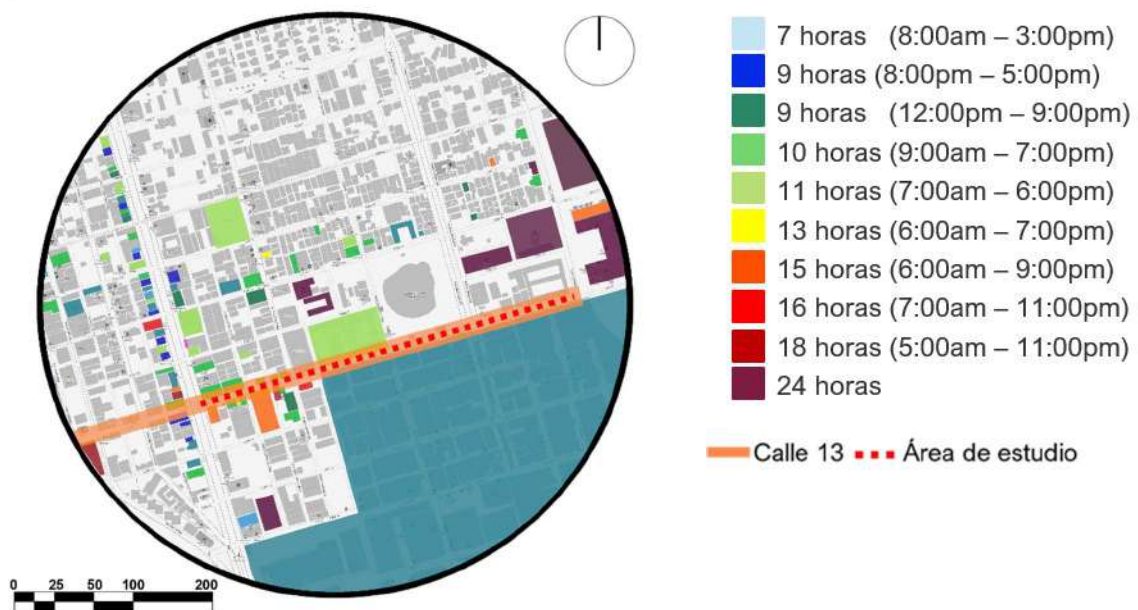 7 horas (8:00am – 3:00pm)
9 horas (8:00pm – 5:00pm)
9 horas (12:00pm – 9:00pm)
10 horas (9:00am – 7:00pm)
11 horas (7:00am – 6:00pm)
13 horas (6:00am – 7:00pm)
15 horas (6:00am – 9:00pm)
16 horas (7:00am – 11:00pm)
18 horas (5:00am – 11:00pm)
24 horas
Calle 13 Área de estudio
0 25 50 100 200